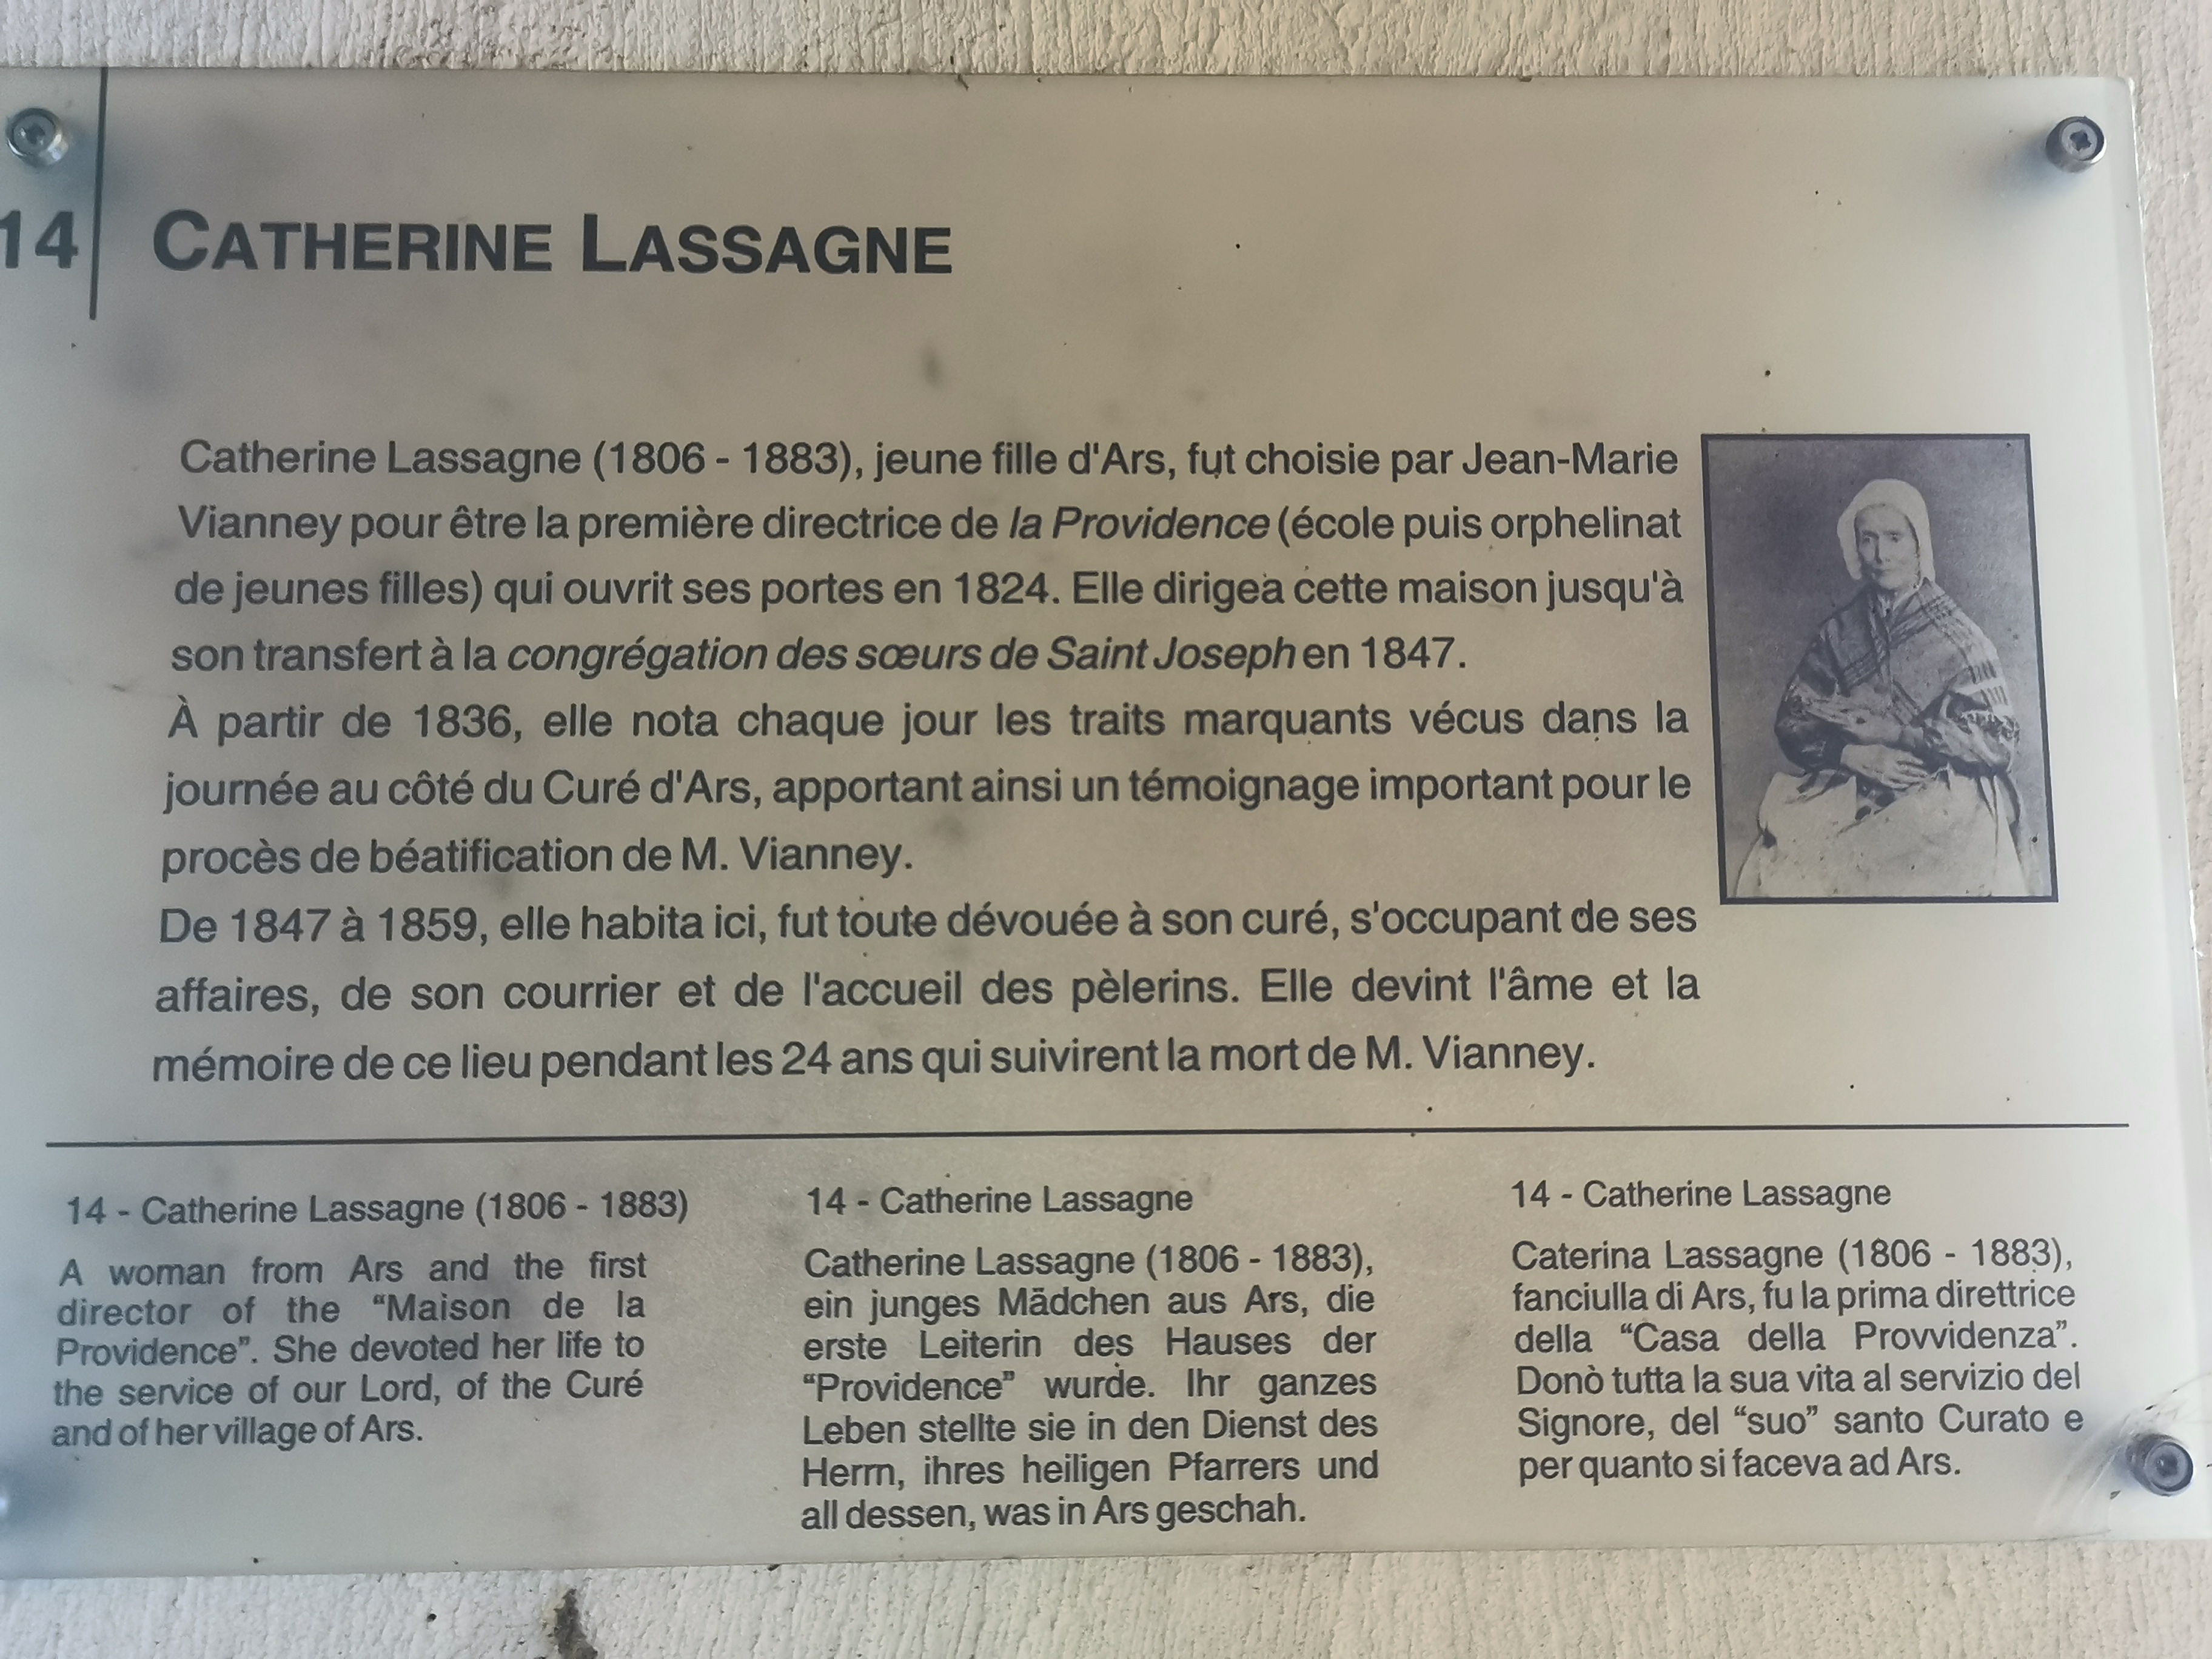 14
CATHERINE LASSAGNE
Catherine Lassagne (1806 - 1883), jeune fille d'Ars, fut choisie par Jean-Marie
Vianney pour être la première directrice de la Providence (école puis orphelinat
de jeunes filles) qui ouvrit ses portes en 1824. Elle dirigea cette maison jusqu'à
son transfert à la congrégation des sœurs de Saint Joseph en 1847.
À partir de 1836, elle nota chaque jour les traits marquants vécus dans la
journée au côté du Curé d'Ars, apportant ainsi un témoignage important pour le
procès de béatification de M. Vianney.
De 1847 à 1859, elle habita ici, fut toute dévouée à son curé, s'occupant de ses
affaires, de son courrier et de l'accueil des pèlerins. Elle devint l'âme et la
mémoire de ce lieu pendant les 24 ans qui suivirent la mort de M. Vianney.
14 - Catherine Lassagne (1806 - 1883)
A woman from Ars and the first
director of the “Maison de la
Providence”. She devoted her life to
the service of our Lord, of the Curé
and of her village of Ars.
14 - Catherine Lassagne
Catherine Lassagne (1806 - 1883),
ein junges Mädchen aus Ars, die
erste Leiterin des Hauses der
“Providence” wurde. Ihr ganzes
Leben stellte sie in den Dienst des
Herrn, ihres heiligen Pfarrers und
all dessen, was in Ars geschah.
14 - Catherine Lassagne
Caterina Lassagne (1806 - 1883),
fanciulla di Ars, fu la prima direttrice
della “Casa della Provvidenza”.
Donò tutta la sua vita al servizio del
Signore, del “suo” santo Curato e
per quanto si faceva ad Ars.